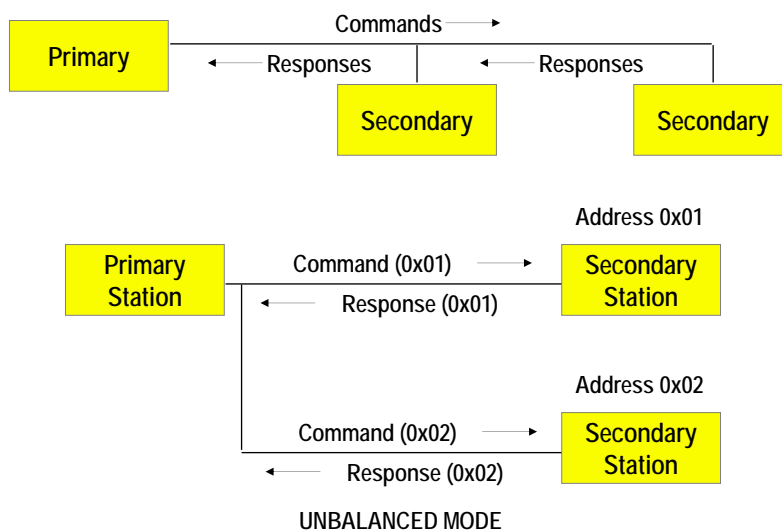 Commands
Primary
Responses
Responses
Secondary
Secondary
Address 0x01
Primary
Station
Command (0x01)
Secondary
Station
Response (0x01)
Address 0x02
Command (0x02)
Secondary
Station
Response (0x02)
UNBALANCED MODE